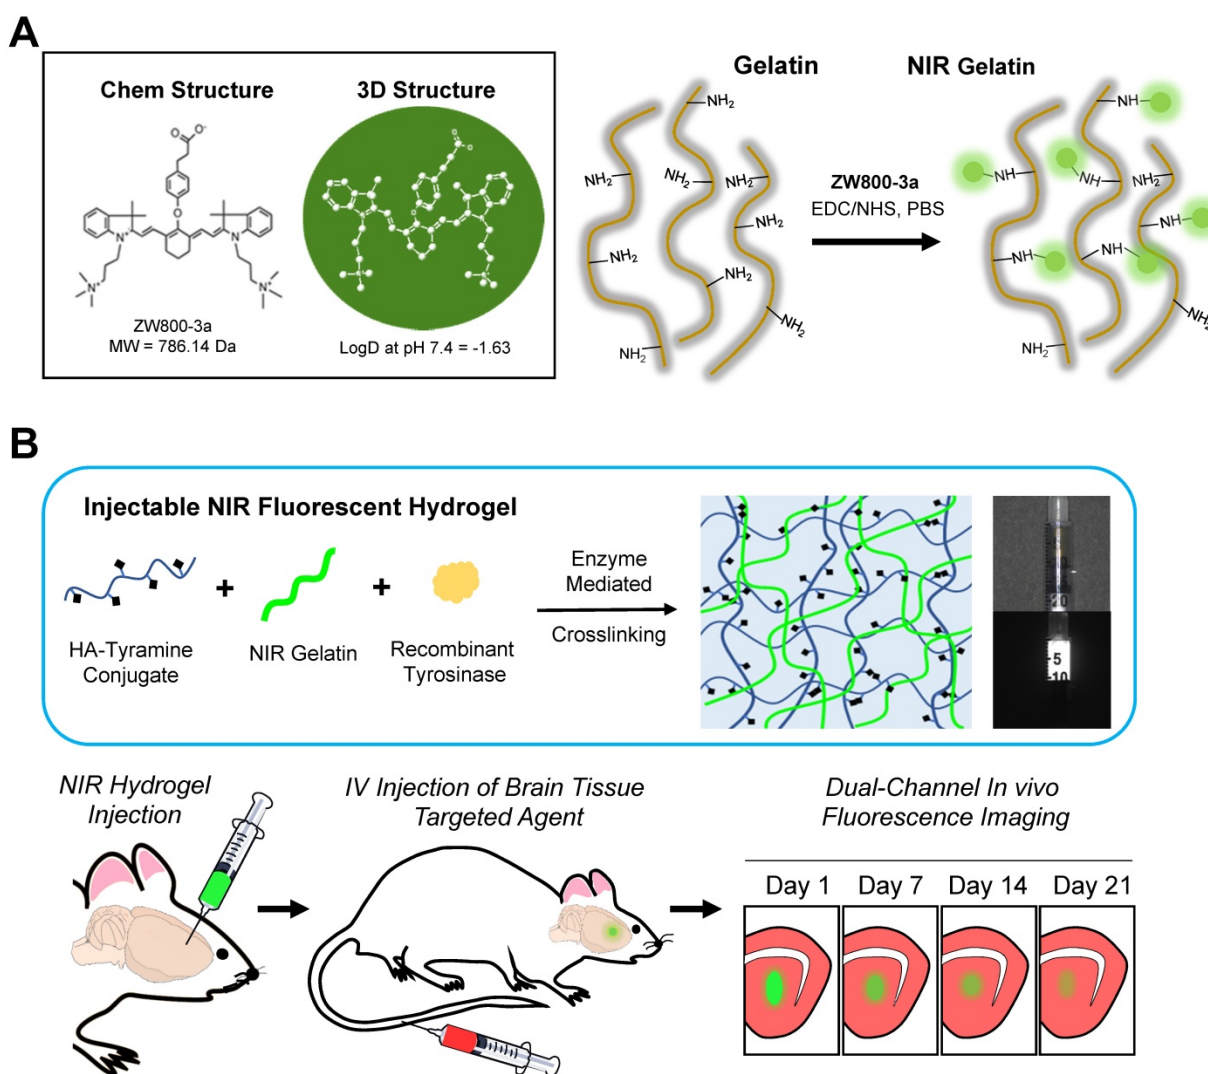 A
Chem Structure
3D Structure
O
O-
O
N+
N
N+
N+
O
O
ZW800-3a
MW = 786.14 Da
LogD at pH 7.4 = -1.63
Gelatin
NIR Gelatin
NH2
NH2
NH2
NH2
NH2
NH2
NH2
NH2
ZW800-3a
EDC/NHS, PBS
NH
NH
NH
NH2
NH
NH
NH
NH2
NH2
B
Injectable NIR Fluorescent Hydrogel
+
+
HA-Tyramine
Conjugate
NIR Gelatin
Recombinant
Tyrosinase
Enzyme
Mediated
Crosslinking
5
10
NIR Hydrogel
Injection
IV Injection of Brain Tissue
Targeted Agent
Dual-Channel In vivo
Fluorescence Imaging
Day 1
Day 7
Day 14
Day 21